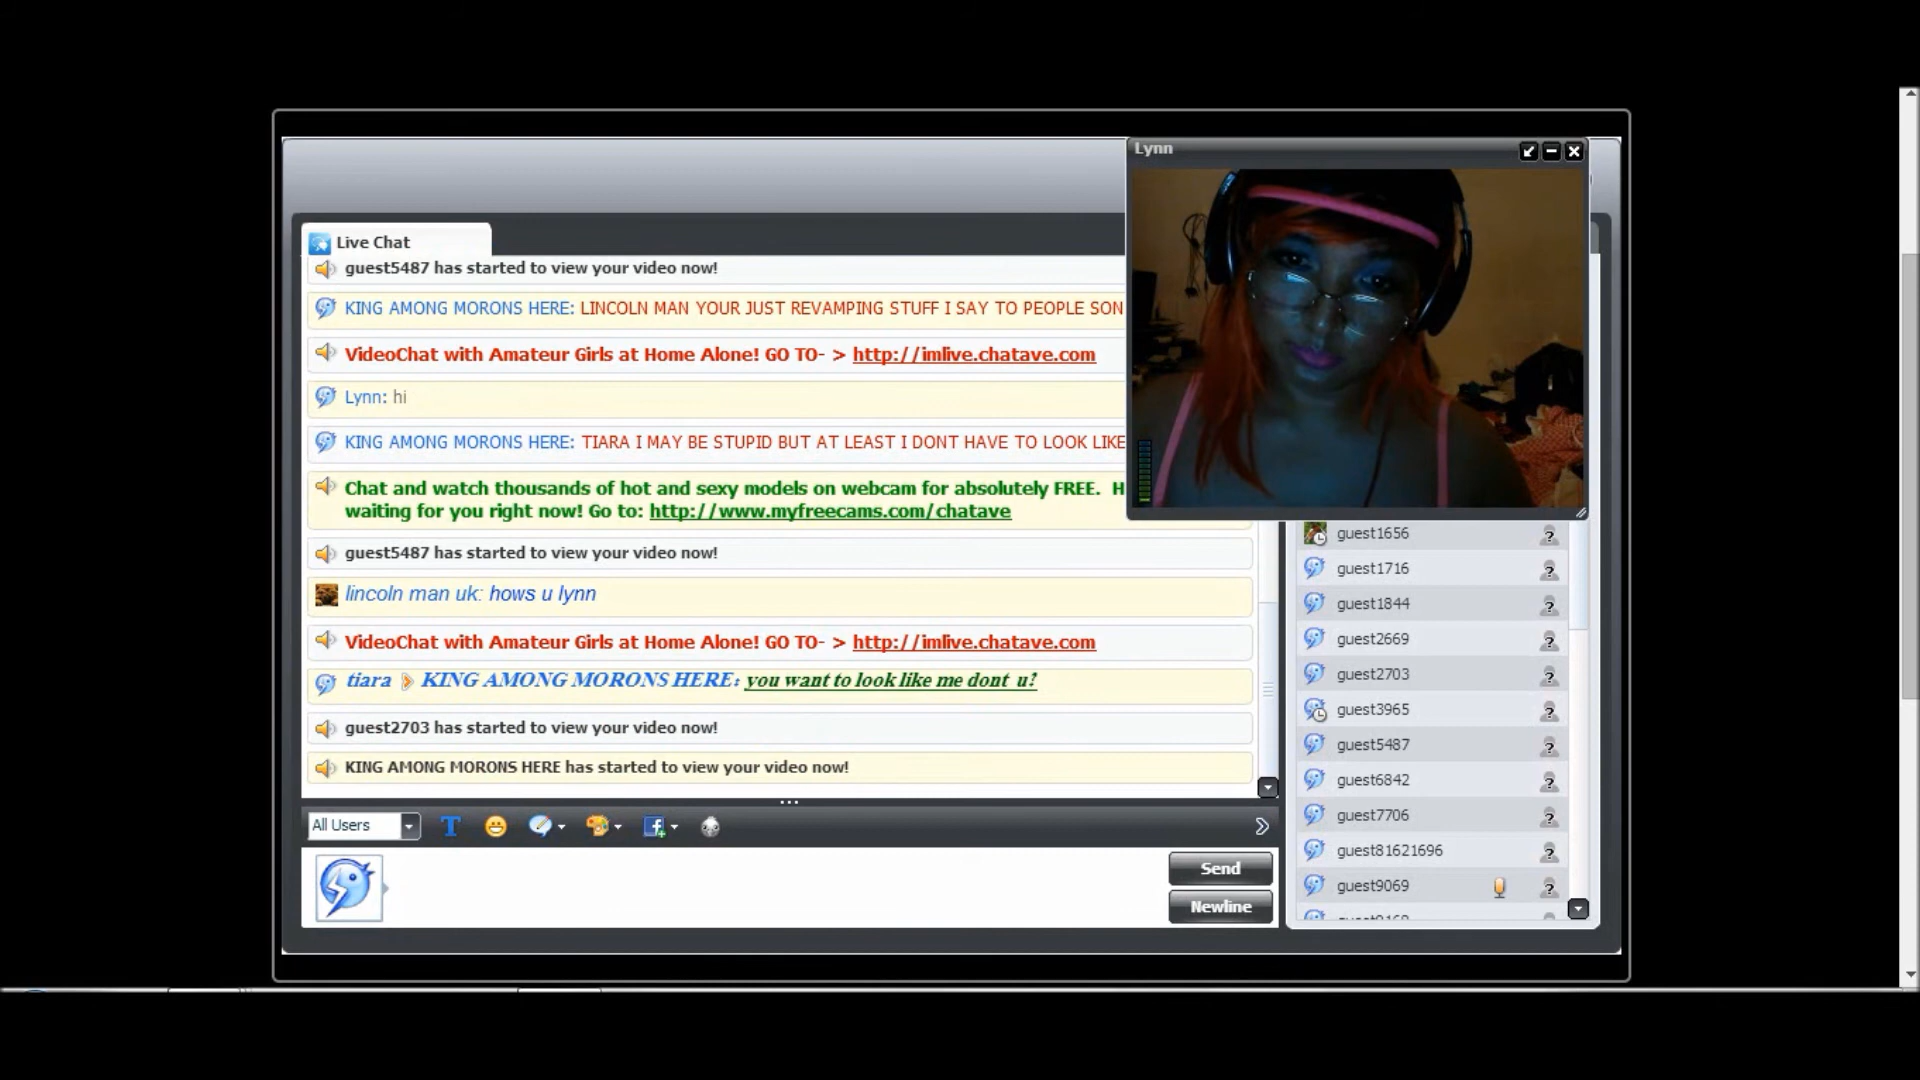 Lynn
Live Chat
guest5487 has started to view your video now!
KING AMONG MORONS HERE: LINCOLN MAN YOUR JUST REVAMPING STUFF I SAY TO PEOPLE SON
VideoChat with Amateur Girls at Home Alone! GO TO- > http://imlive.chatave.com
Lynn: hi
KING AMONG MORONS HERE: TIARA I MAY BE STUPID BUT AT LEAST I DONT HAVE TO LOOK LIKE
Chat and watch thousands of hot and sexy models on webcam for absolutely FREE. H
waiting for you right now! Go to: http://www.myfreecams.com/chatave
guest5487 has started to view your video now!
lincoln man uk: hows u lynn
VideoChat with Amateur Girls at Home Alone! GO TO- > http://imlive.chatave.com
tiara KING AMONG MORONS HERE: you want to look like me dont u?
guest2703 has started to view your video now!
KING AMONG MORONS HERE has started to view your video now!
All Users
Send
Newline
guest1656
guest1716
guest1844
guest2669
guest2703
guest3965
guest5487
guest6842
guest7706
guest81621696
guest9069